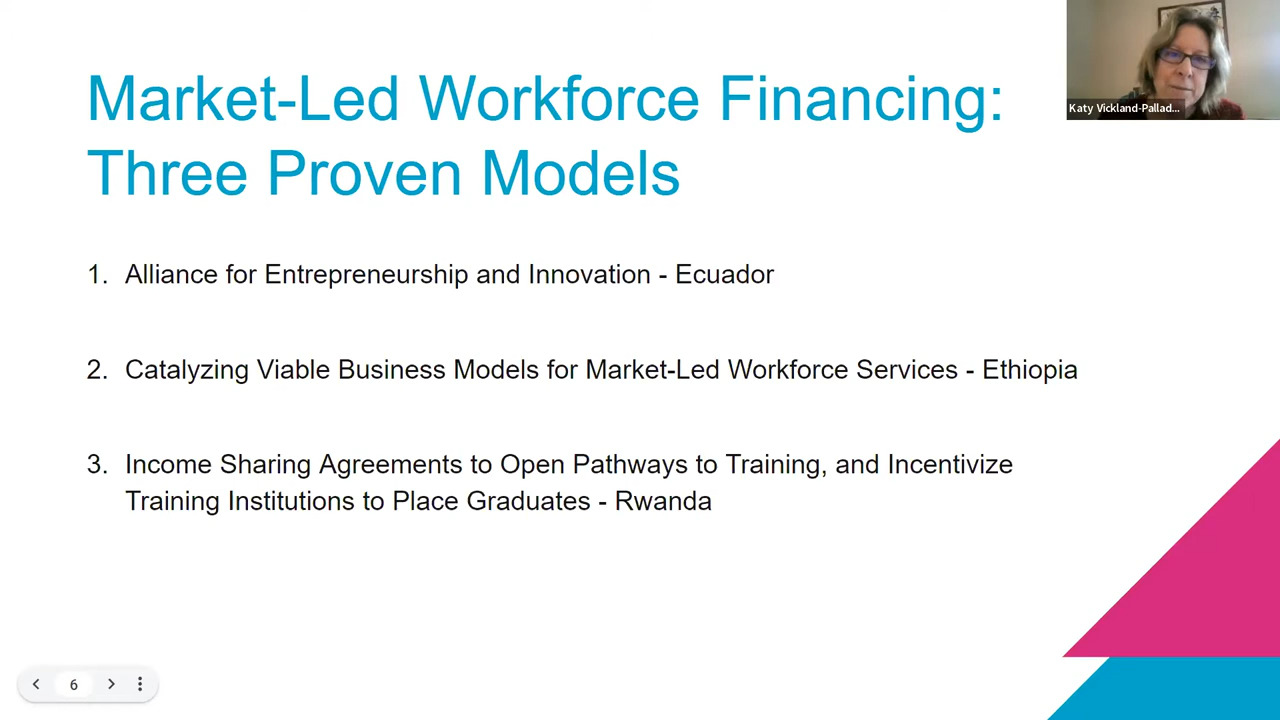 Market-Led Workforce Financing:
Three Proven Models
Katy Vickland-Pallad...
1. Alliance for Entrepreneurship and Innovation - Ecuador
2. Catalyzing Viable Business Models for Market-Led Workforce Services - Ethiopia
3. Income Sharing Agreements to Open Pathways to Training, and Incentivize
Training Institutions to Place Graduates - Rwanda
6